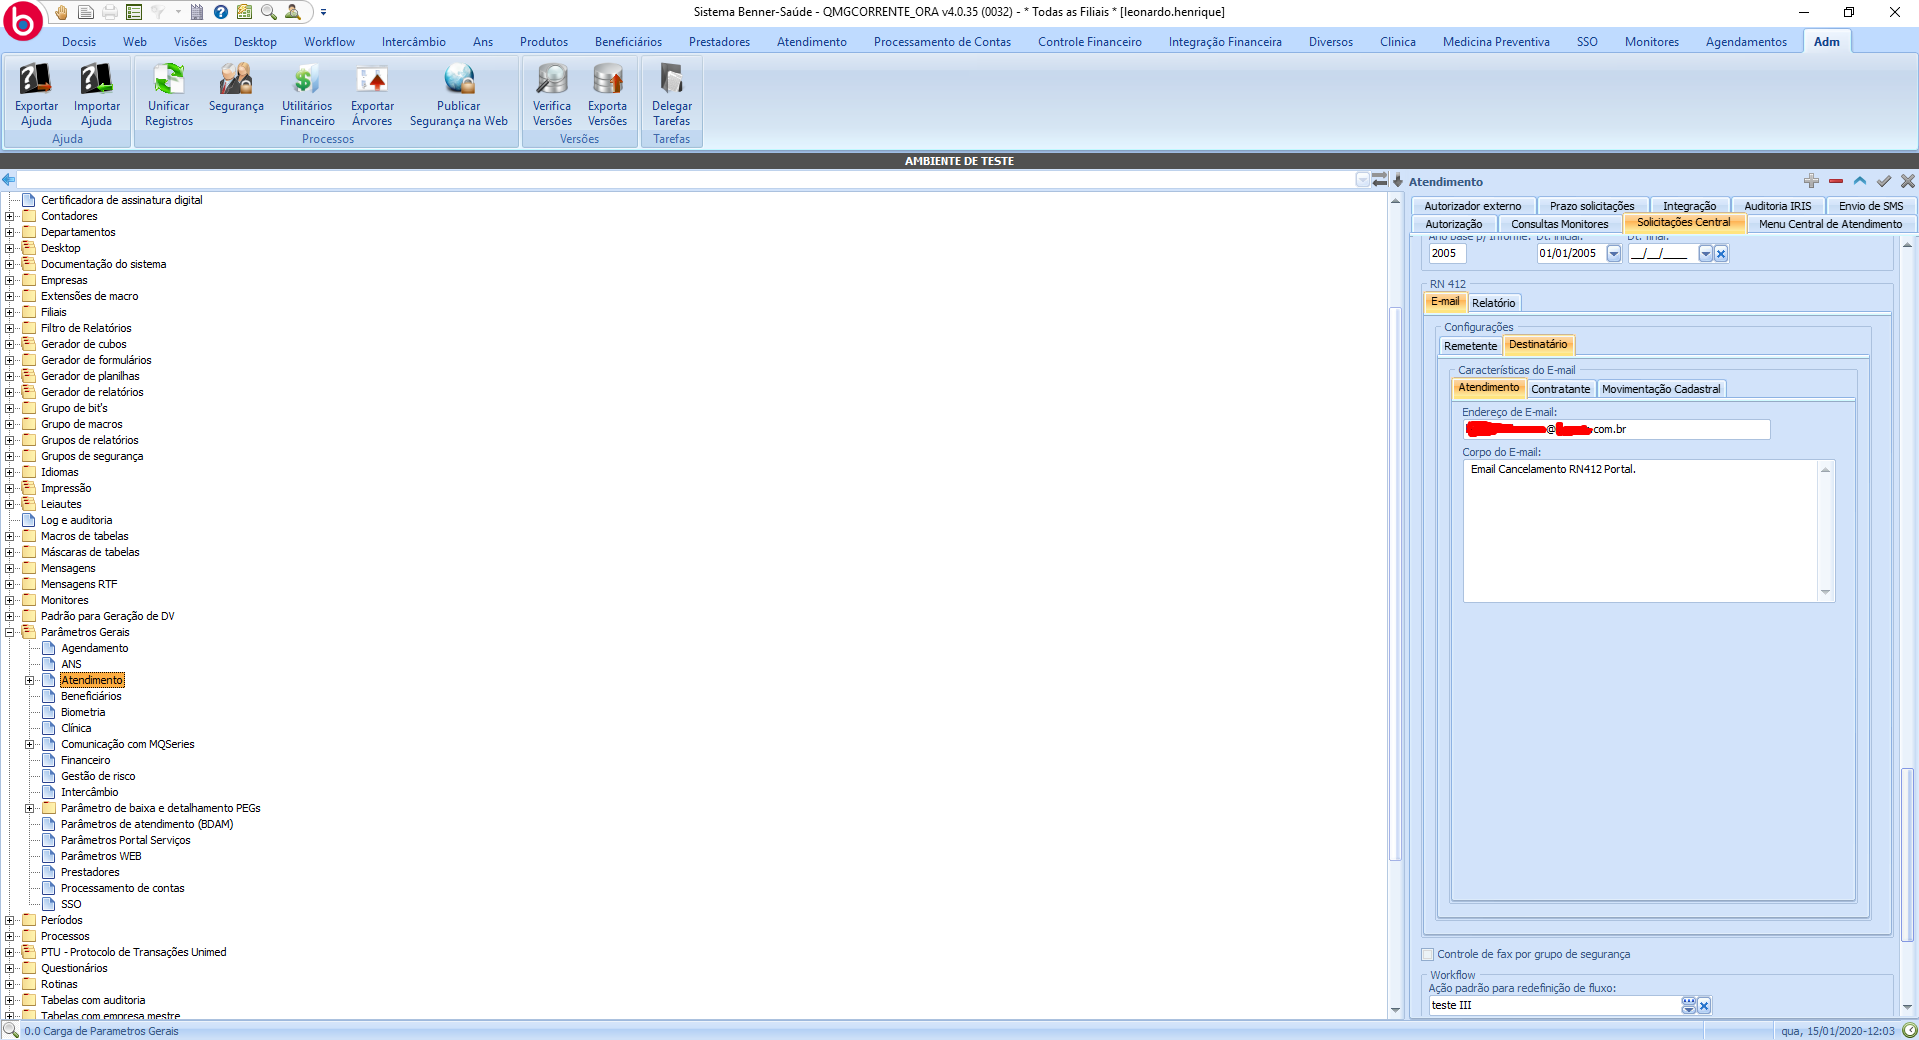 Sistema Benner-Saúde - QMGCORRENTE_ORA v4.0.35 (0032) - * Todas as Filiais * [leonardo.henrique]
Docsis Web Visões Desktop Workflow Intercâmbio Ans Produtos Beneficiários Prestadores Atendimento Processamento de Contas Controle Financeiro Integração Financeira Diversos Clinica Medicina Preventiva SSO Monitores Agendamentos Adm
Exportar Ajuda
Importar Ajuda
Unificar Registros
Segurança
Utilitários Financeiro
Exportar Árvores
Publicar Segurança na Web
Verifica Versões
Exporta Versões
Delegar Tarefas
Ajuda Processos Versões Tarefas
AMBIENTE DE TESTE
Certificadora de assinatura digital
Contadores
Departamentos
Desktop
Documentação do sistema
Empresas
Extensões de macro
Filiais
Filtro de Relatórios
Gerador de cubos
Gerador de formulários
Gerador de planilhas
Gerador de relatórios
Grupo de bit's
Grupo de macros
Grupos de relatórios
Grupos de segurança
Idiomas
Impressão
Leiautes
Log e auditoria
Macros de tabelas
Máscaras de tabelas
Mensagens
Mensagens RTF
Monitores
Padrão para Geração de DV
Parâmetros Gerais
Agendamento
ANS
Atendimento
Beneficiários
Biometria
Clínica
Comunicação com MQSeries
Financeiro
Gestão de risco
Intercâmbio
Parâmetro de baixa e detalhamento PEGs
Parâmetros de atendimento (BDAM)
Parâmetros Portal Serviços
Parâmetros WEB
Prestadores
Processamento de contas
SSO
Períodos
Processos
PTU - Protocolo de Transações Unimed
Questionários
Rotinas
Tabelas com auditoria
Tabelas com empresa mestre
Atendimento
Autorizador externo Prazo solicitações Integração Auditoria IRIS Envio de SMS
Autorização Consultas Monitores Solicitações Central Menu Central de Atendimento
Ano base p/ Informe: Dt. inicial: Dt. final:
2005 01/01/2005 __/__/____
RN 412
E-mail Relatório
Configurações
Remetente Destinatário
Características do E-mail
Atendimento Contratante Movimentação Cadastral
Endereço de E-mail:
@ com.br
Corpo do E-mail:
Email Cancelamento RN412 Portal.
Controle de fax por grupo de segurança
Workflow
Ação padrão para redefinição de fluxo:
teste III
0.0 Carga de Parametros Gerais
qua, 15/01/2020-12:03